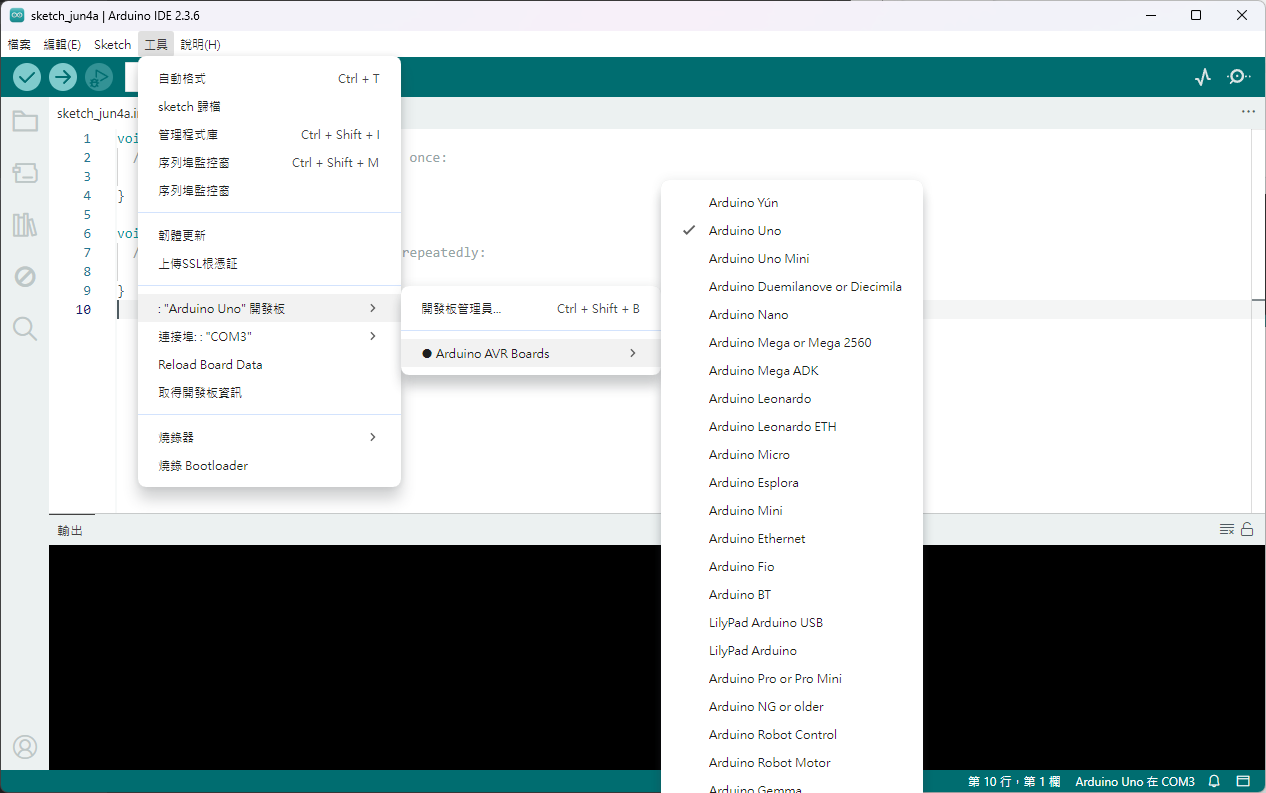 sketch_jun4a | Arduino IDE 2.3.6
檔案 編輯(E) Sketch 工具 說明(H)
sketch_jun4a.i
1 voi
2 / once:
3
4 }
5
6 voi
7 / repeatedly:
8
9 }
10
自動格式 Ctrl + T
sketch 歸檔
管理程式庫 Ctrl + Shift + I
序列埠監控窗 Ctrl + Shift + M
序列埠監控窗
韌體更新
上傳SSL根憑証
: "Arduino Uno" 開發板
連接埠: : "COM3"
Reload Board Data
取得開發板資訊
燒錄器
燒錄 Bootloader
開發板管理員... Ctrl + Shift + B
● Arduino AVR Boards
Arduino Yún
✓ Arduino Uno
Arduino Uno Mini
Arduino Duemilanove or Diecimila
Arduino Nano
Arduino Mega or Mega 2560
Arduino Mega ADK
Arduino Leonardo
Arduino Leonardo ETH
Arduino Micro
Arduino Esplora
Arduino Mini
Arduino Ethernet
Arduino Fio
Arduino BT
LilyPad Arduino USB
LilyPad Arduino
Arduino Pro or Pro Mini
Arduino NG or older
Arduino Robot Control
Arduino Robot Motor
Arduino Gemma
輸出
第 10 行，第 1 欄 Arduino Uno 在 COM3